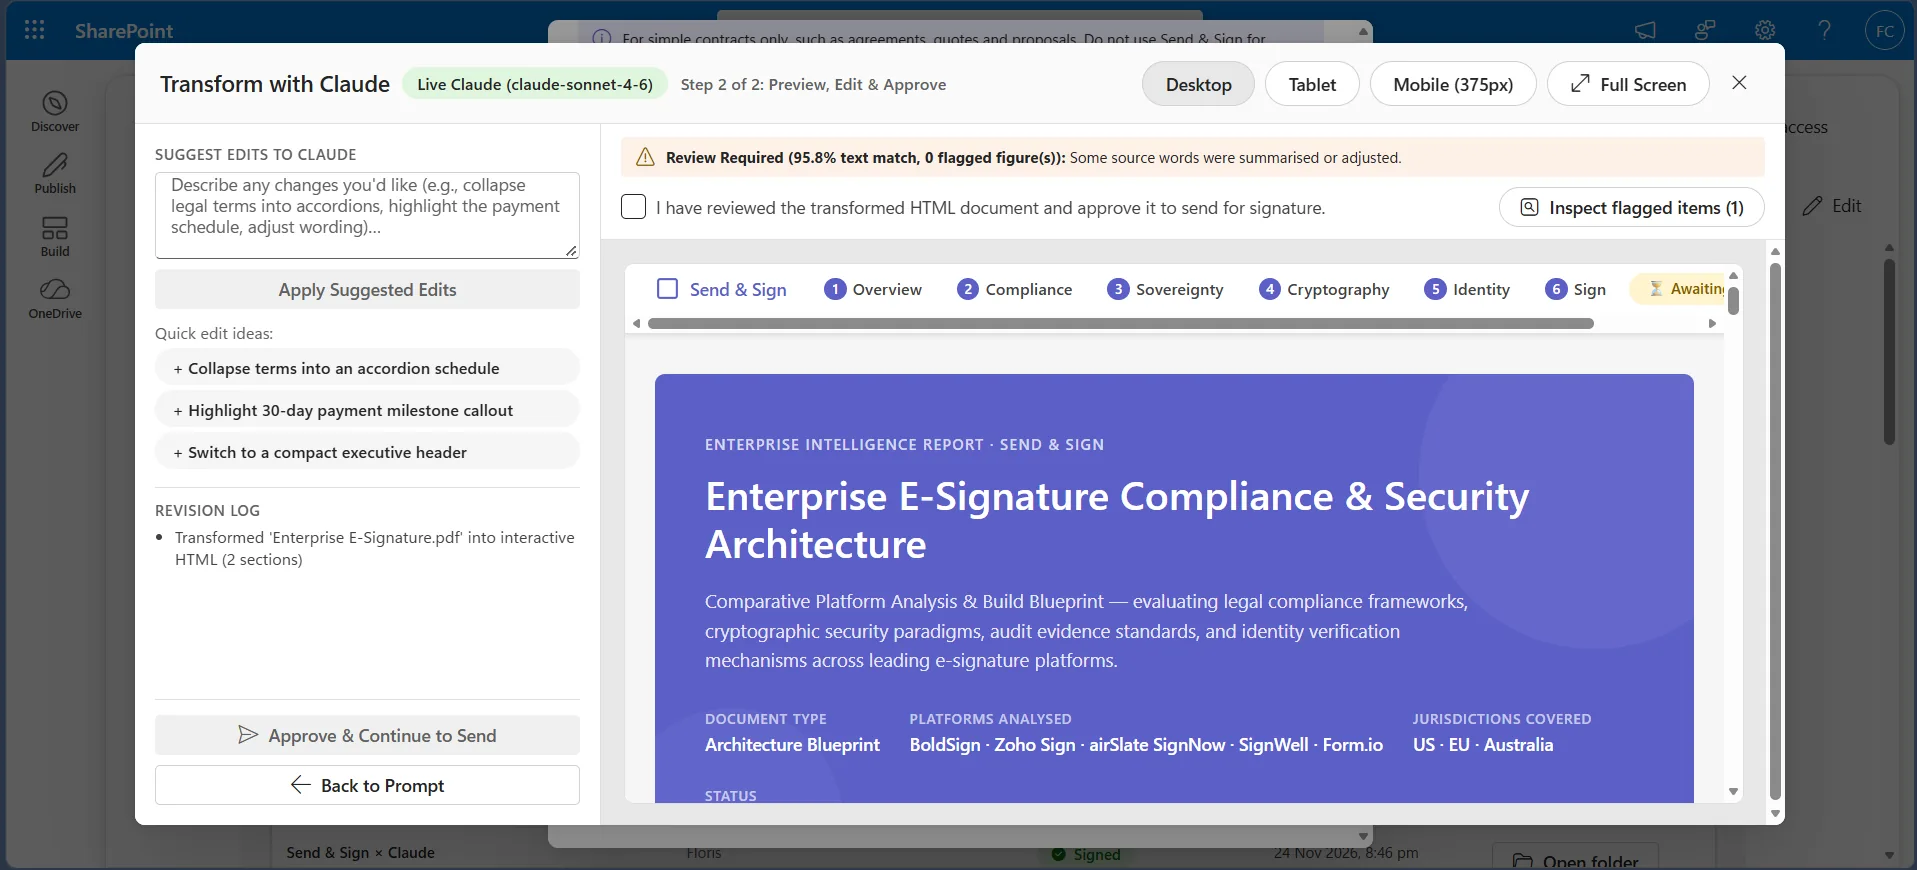 SharePoint
FC
For simple contracts only, such as agreements, quotes and proposals. Do not use Send & Sign for
Discover
Publish
Build
OneDrive
Transform with Claude
Live Claude (claude-sonnet-4-6)
Step 2 of 2: Preview, Edit & Approve
Desktop
Tablet
Mobile (375px)
Full Screen
SUGGEST EDITS TO CLAUDE
Describe any changes you'd like (e.g., collapse
legal terms into accordions, highlight the payment
schedule, adjust wording)...
Apply Suggested Edits
Quick edit ideas:
+ Collapse terms into an accordion schedule
+ Highlight 30-day payment milestone callout
+ Switch to a compact executive header
REVISION LOG
• Transformed 'Enterprise E-Signature.pdf' into interactive
HTML (2 sections)
Approve & Continue to Send
Back to Prompt
Review Required (95.8% text match, 0 flagged figure(s)): Some source words were summarised or adjusted.
I have reviewed the transformed HTML document and approve it to send for signature.
Inspect flagged items (1)
Send & Sign
1 Overview
2 Compliance
3 Sovereignty
4 Cryptography
5 Identity
6 Sign
Awaiting
ENTERPRISE INTELLIGENCE REPORT · SEND & SIGN
Enterprise E-Signature Compliance & Security
Architecture
Comparative Platform Analysis & Build Blueprint — evaluating legal compliance frameworks,
cryptographic security paradigms, audit evidence standards, and identity verification
mechanisms across leading e-signature platforms.
DOCUMENT TYPE
Architecture Blueprint
PLATFORMS ANALYSED
BoldSign · Zoho Sign · airSlate SignNow · SignWell · Form.io
JURISDICTIONS COVERED
US · EU · Australia
STATUS
Edit
Send & Sign × Claude
Floris
Signed
24 Nov 2026, 8:46 pm
Open folder